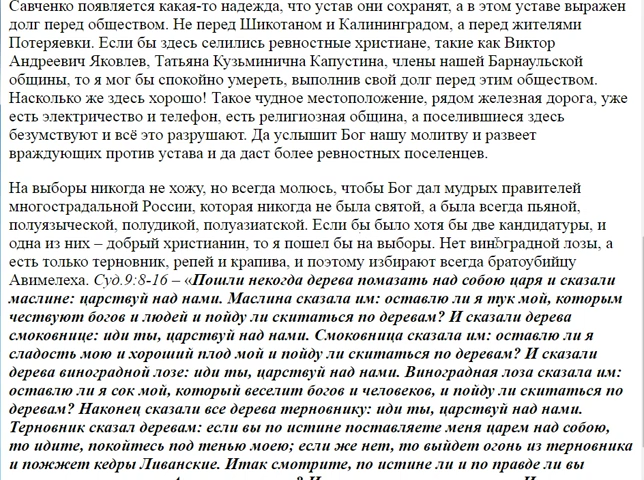 Савченко появляется какая-то надежда, что устав они сохранят, а в этом уставе выражен
долг перед обществом. Не перед Шикотаном и Калининградом, а перед жителями
Потеряевки. Если бы здесь селились ревностные христиане, такие как Виктор
Андреевич Яковлев, Татьяна Кузьминична Капустина, члены нашей Барнаульской
общины, то я мог бы спокойно умереть, выполнив свой долг перед этим обществом.
Насколько же здесь хорошо! Такое чудное местоположение, рядом железная дорога, уже
есть электричество и телефон, есть религиозная община, а поселившиеся здесь
безумствуют и всё это разрушают. Да услышит Бог нашу молитву и развеет
враждующих против устава и да даст более ревностных поселенцев.
На выборы никогда не хожу, но всегда молюсь, чтобы Бог дал мудрых правителей
многострадальной России, которая никогда не была святой, а была всегда пьяной,
полуязыческой, полудикой, полуазиатской. Если бы было хотя бы две кандидатуры, и
одна из них – добрый христианин, то я пошел бы на выборы. Нет виноградной лозы, а
есть только терновник, репей и крапива, и поэтому избирают всегда братоубийцу
Авимелеха. Суд.9:8-16 – «Пошли некогда дерева помазать над собою царя и сказали
маслине: царствуй над нами. Маслина сказала им: оставлю ли я тук мой, которым
чествуют богов и людей и пойду ли скитаться по деревам? И сказали дерева
смоковнице: иди ты, царствуй над нами. Смоковница сказала им: оставлю ли я
сладость мою и хороший плод мой и пойду ли скитаться по деревам? И сказали
дерева виноградной лозе: иди ты, царствуй над нами. Виноградная лоза сказала им:
оставлю ли я сок мой, который веселит богов и человеков, и пойду ли скитаться по
деревам? Наконец сказали все дерева терновнику: иди ты, царствуй над нами.
Терновник сказал деревам: если вы по истине поставляете меня царем над собою,
то идите, покойтесь под тенью моею; если же нет, то выйдет огонь из терновника
и пожжет кедры Ливанские. Итак смотрите, по истине ли и по правде ли вы